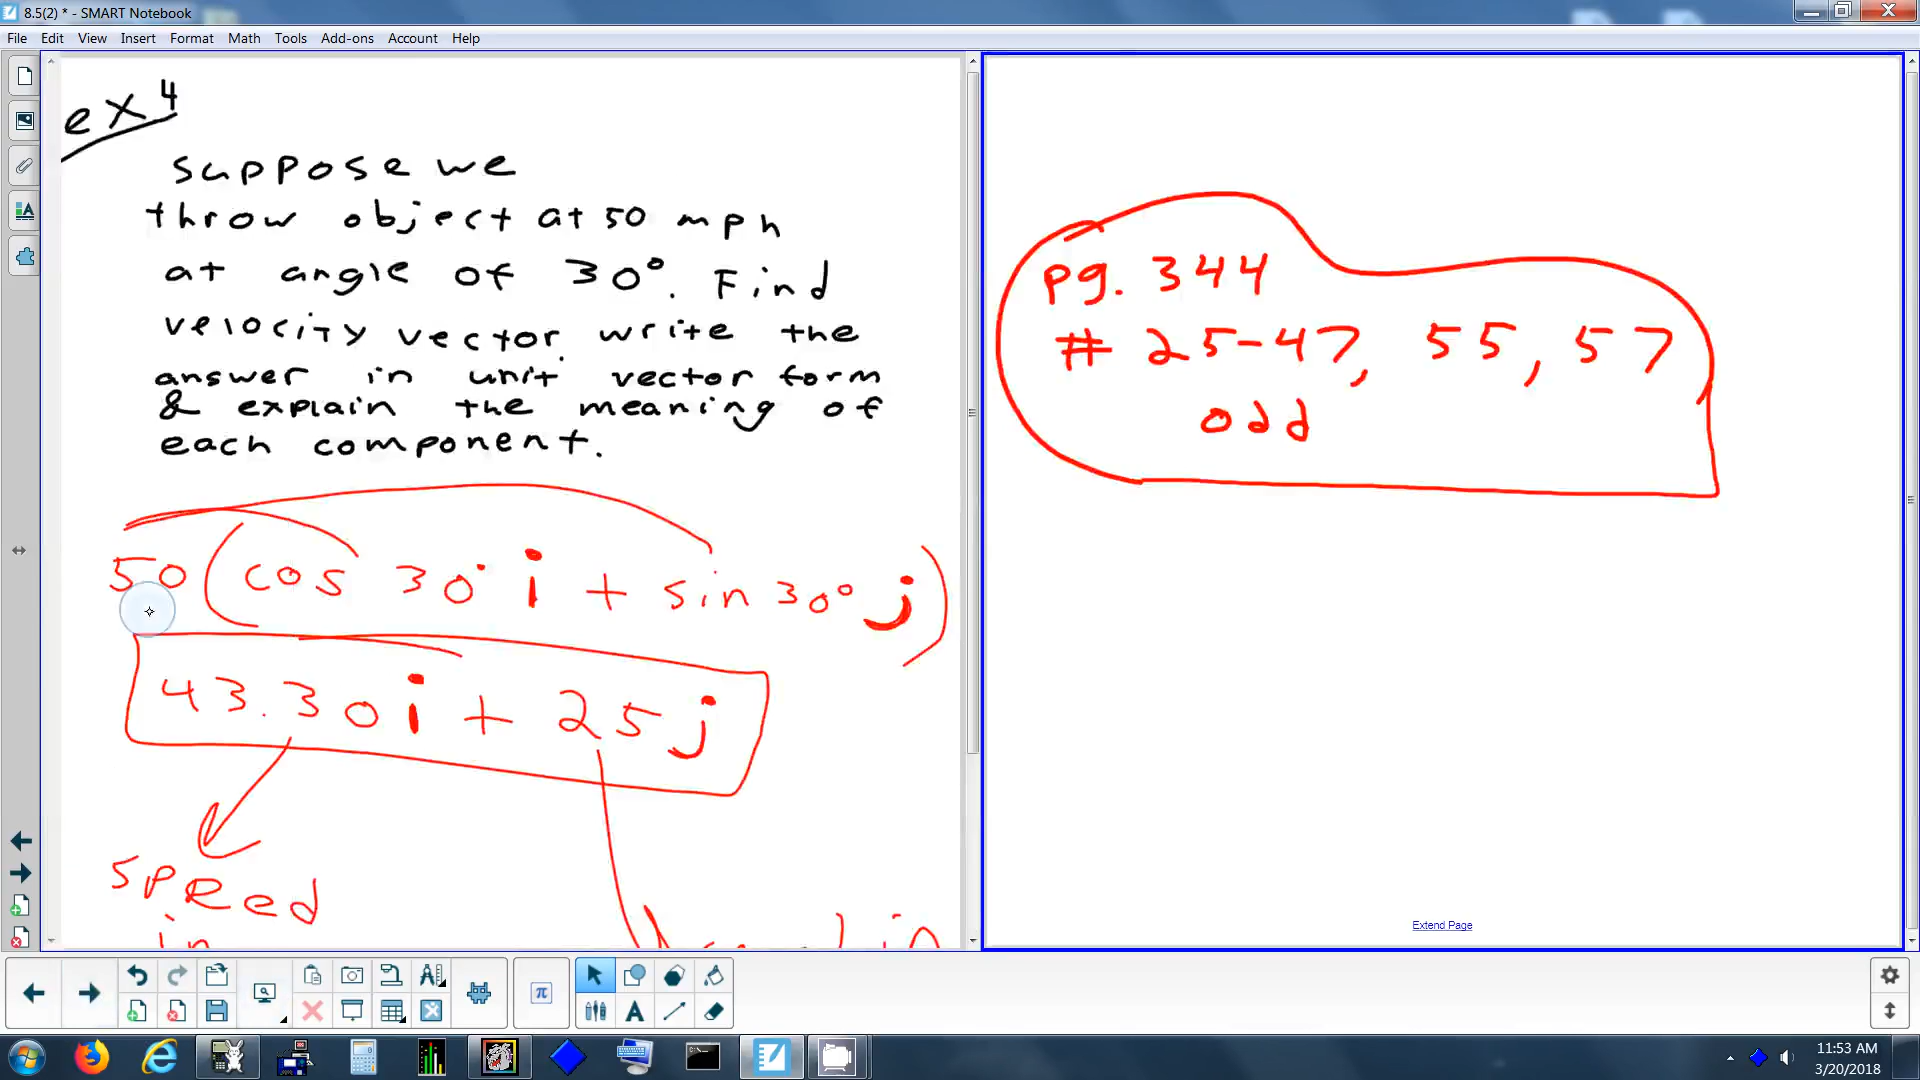 8.5(2) * - SMART Notebook
File Edit View Insert Format Math Tools Add-ons Account Help
ex 4
Suppose we
throw object at 50 mph
at angle of 30°. Find
velocity vector. write the
answer in unit vector form
& explain the meaning of
each component.
50(cos 30° i + sin 30° j)
43.30i + 25j
speed
in
pg. 344
# 25-47, 55, 57
odd
Extend Page
11:53 AM
3/20/2018